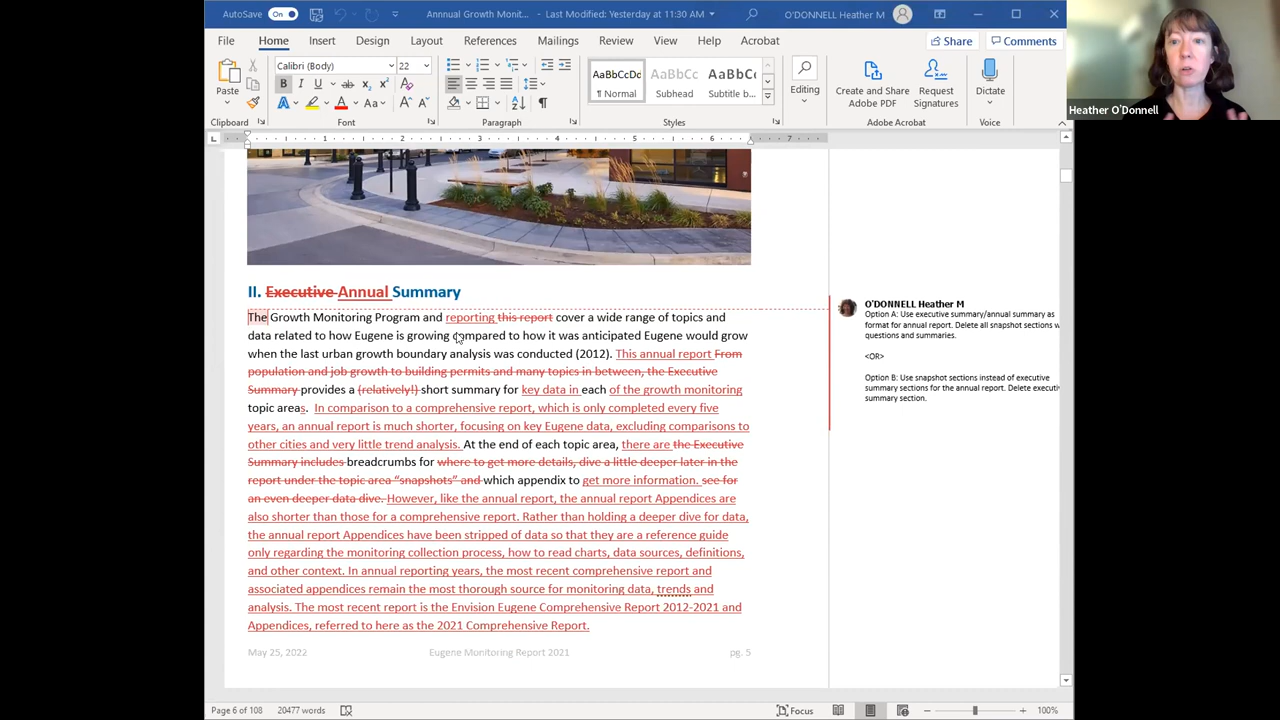 AutoSave On Annnual Growth Monit... - Last Modified: Yesterday at 11:30 AM O'DONNELL Heather M
File Home Insert Design Layout References Mailings Review View Help Acrobat Share Comments
Calibri (Body) 22
AaBbCcDd AaBbCc AaBbCc
Paste ¶ Normal Subhead Subtitle b... Editing Create and Share Adobe PDF Request Signatures Dictate
Clipboard Font Paragraph Styles Adobe Acrobat Voice
Heather O'Donnell
1 2 3 4 5 6 7
II. Executive Annual Summary
The Growth Monitoring Program and reporting this report cover a wide range of topics and
data related to how Eugene is growing compared to how it was anticipated Eugene would grow
when the last urban growth boundary analysis was conducted (2012). This annual report From
population and job growth to building permits and many topics in between, the Executive
Summary provides a (relatively!) short summary for key data in each of the growth monitoring
topic areas. In comparison to a comprehensive report, which is only completed every five
years, an annual report is much shorter, focusing on key Eugene data, excluding comparisons to
other cities and very little trend analysis. At the end of each topic area, there are the Executive
Summary includes breadcrumbs for where to get more details, dive a little deeper later in the
report under the topic area “snapshots” and which appendix to get more information. see for
an even deeper data dive. However, like the annual report, the annual report Appendices are
also shorter than those for a comprehensive report. Rather than holding a deeper dive for data,
the annual report Appendices have been stripped of data so that they are a reference guide
only regarding the monitoring collection process, how to read charts, data sources, definitions,
and other context. In annual reporting years, the most recent comprehensive report and
associated appendices remain the most thorough source for monitoring data, trends and
analysis. The most recent report is the Envision Eugene Comprehensive Report 2012-2021 and
Appendices, referred to here as the 2021 Comprehensive Report.
May 25, 2022 Eugene Monitoring Report 2021 pg. 5
O'DONNELL Heather M
Option A: Use executive summary/annual summary as
format for annual report. Delete all snapshot sections w
questions and summaries.
<OR>
Option B: Use snapshot sections instead of executive
summary sections for the annual report. Delete executi
summary section.
Page 6 of 108 20477 words Focus 100%